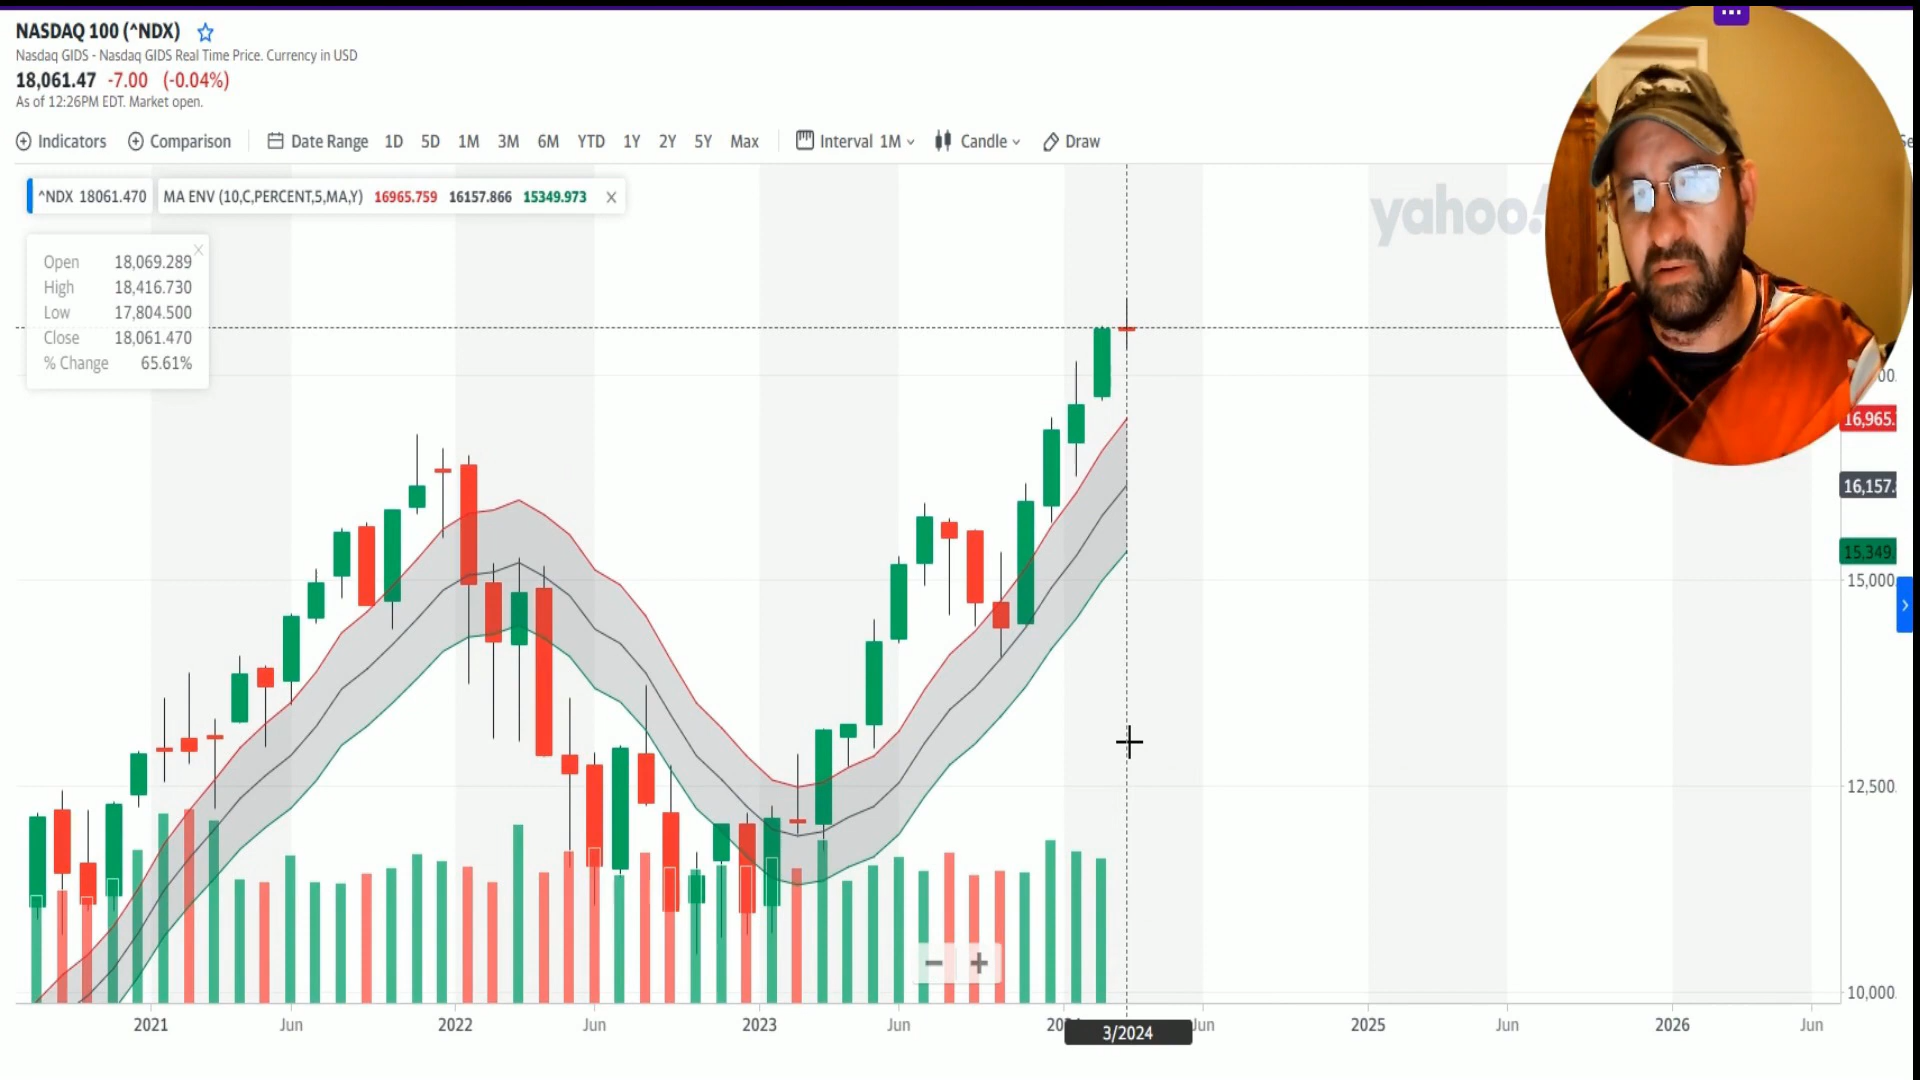 NASDAQ 100 (^NDX)
Nasdaq GIDS - Nasdaq GIDS Real Time Price. Currency in USD
18,061.47 -7.00 (-0.04%)
As of 12:26PM EDT. Market open.
Indicators Comparison Date Range 1D 5D 1M 3M 6M YTD 1Y 2Y 5Y Max Interval 1M Candle Draw
^NDX 18061.470 MA ENV (10,C,PERCENT,5,MA,Y) 16965.759 16157.866 15349.973 X
yahoo!
Open 18,069.289
High 18,416.730
Low 17,804.500
Close 18,061.470
% Change 65.61%
16,965.
16,157.
15,349
15,000.
12,500.
10,000.
2021 Jun 2022 Jun 2023 Jun 3/2024 Jun 2025 Jun 2026 Jun